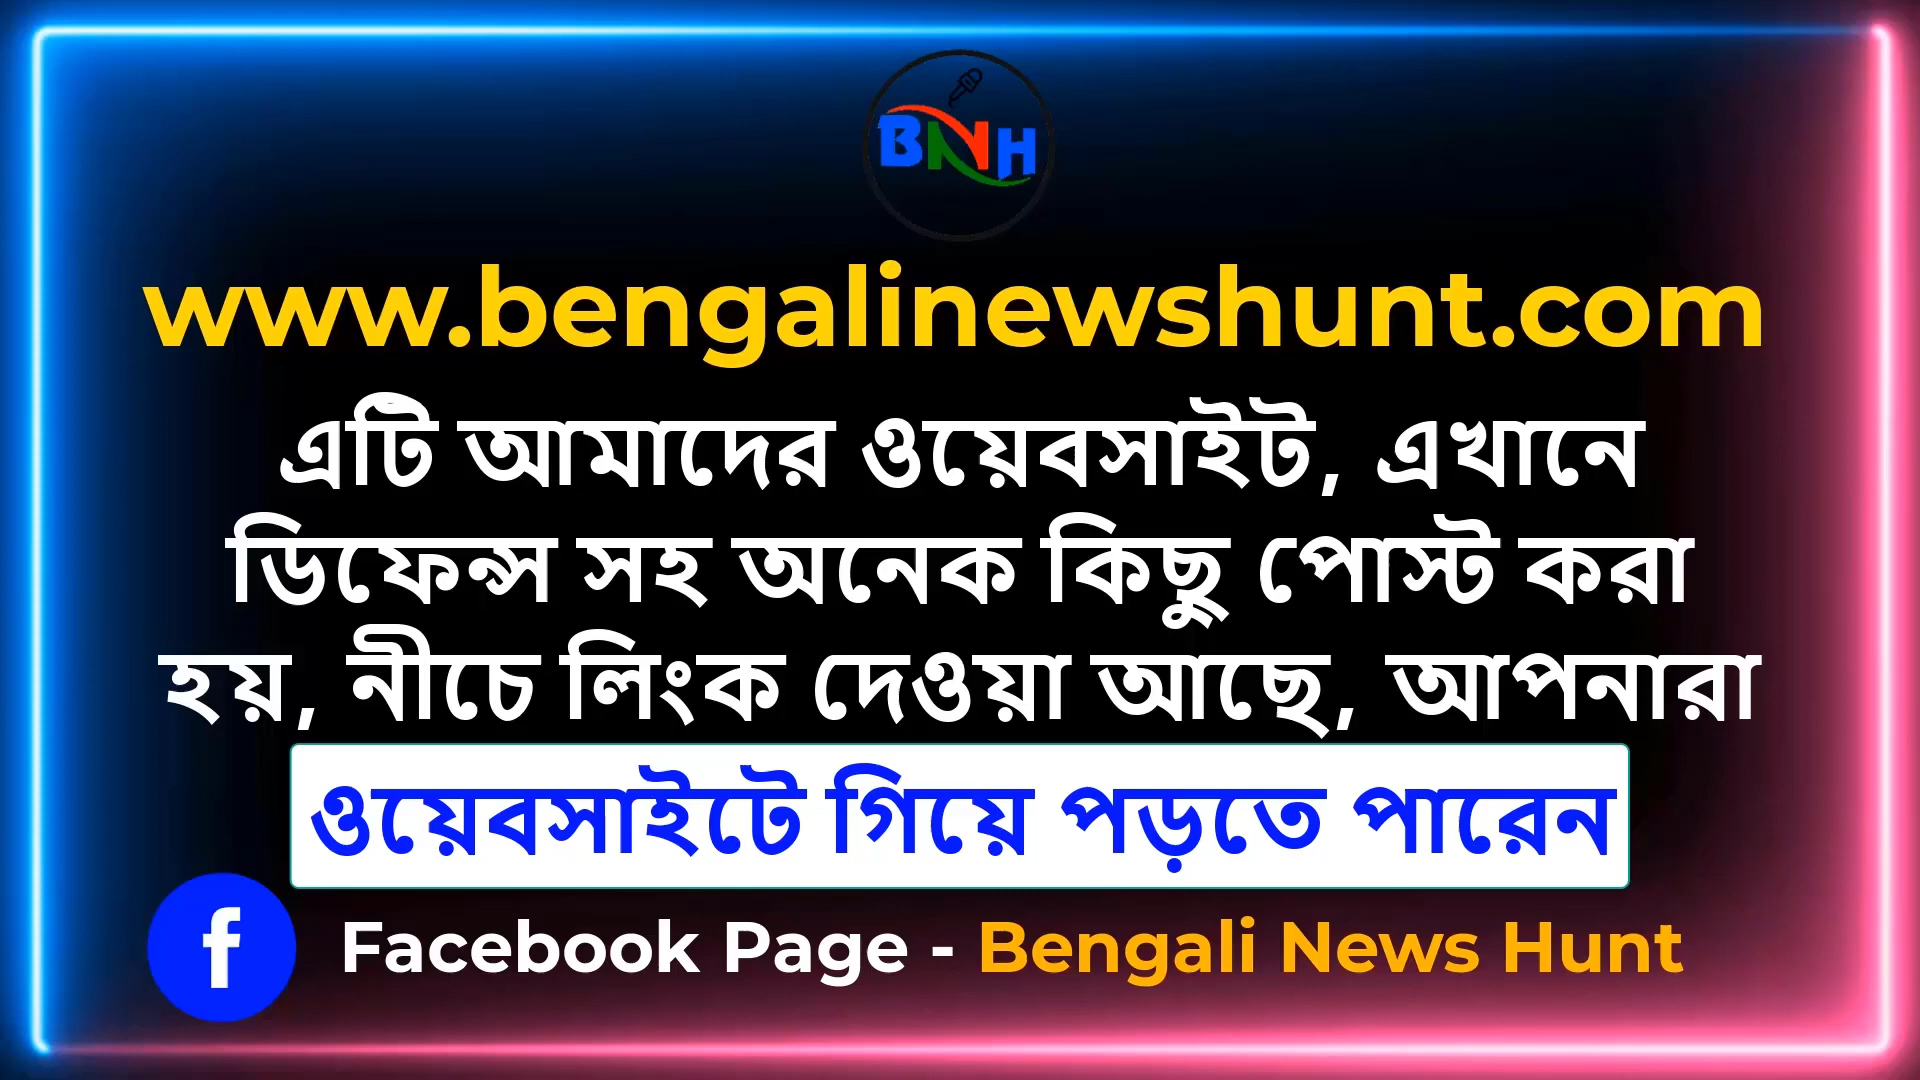 BNH
www.bengalinewshunt.com
এটি আমাদের ওয়েবসাইট, এখানে
ডিফেন্স সহ অনেক কিছু পোস্ট করা
হয়, নীচে লিংক দেওয়া আছে, আপনারা
ওয়েবসাইটে গিয়ে পড়তে পারেন
f Facebook Page - Bengali News Hunt